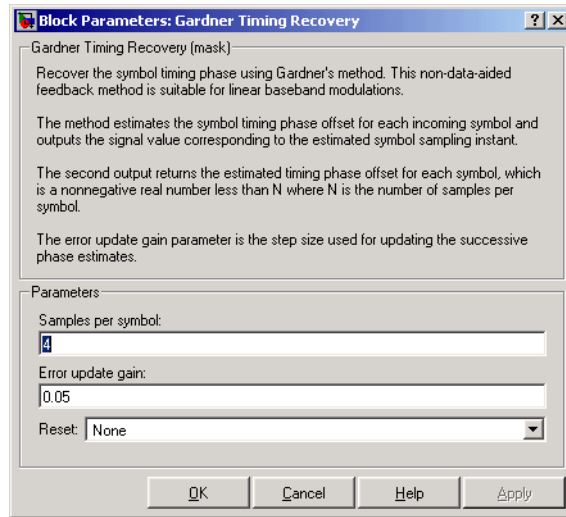 Block Parameters: Gardner Timing Recovery
Gardner Timing Recovery (mask)
Recover the symbol timing phase using Gardner's method. This non-data-aided
feedback method is suitable for linear baseband modulations.
The method estimates the symbol timing phase offset for each incoming symbol and
outputs the signal value corresponding to the estimated symbol sampling instant.
The second output returns the estimated timing phase offset for each symbol, which
is a nonnegative real number less than N where N is the number of samples per
symbol.
The error update gain parameter is the step size used for updating the successive
phase estimates.
Parameters
Samples per symbol:
4
Error update gain:
0.05
Reset: None
OK Cancel Help Apply